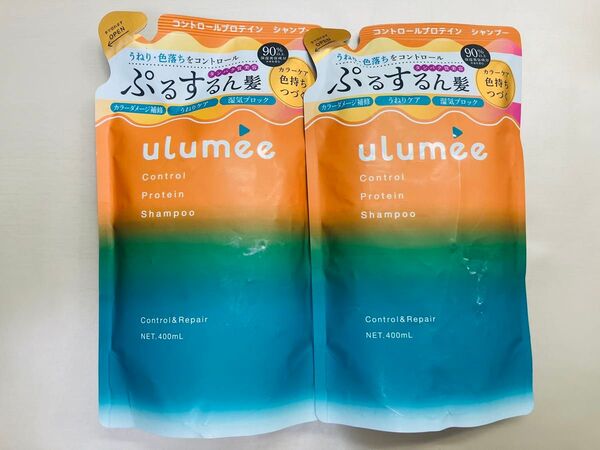 OPEN
コントロールプロテイン シャンプー
うねり・色落ちをコントロール
90%
ぷるするん髪
カラーケア
色持ち
つづく
カラーダメージ補修
うねりケア
湿気ブロック
ulumee
Control
Protein
Shampoo
Control&Repair
NET.400mL
OPEN
コントロールプロテイン シャンプー
うねり・色落ちをコントロール
90%
ぷるするん髪
カラーケア
色持ち
つづく
カラーダメージ補修
うねりケア
湿気ブロック
ulumee
Control
Protein
Shampoo
Control&Repair
NET.400mL